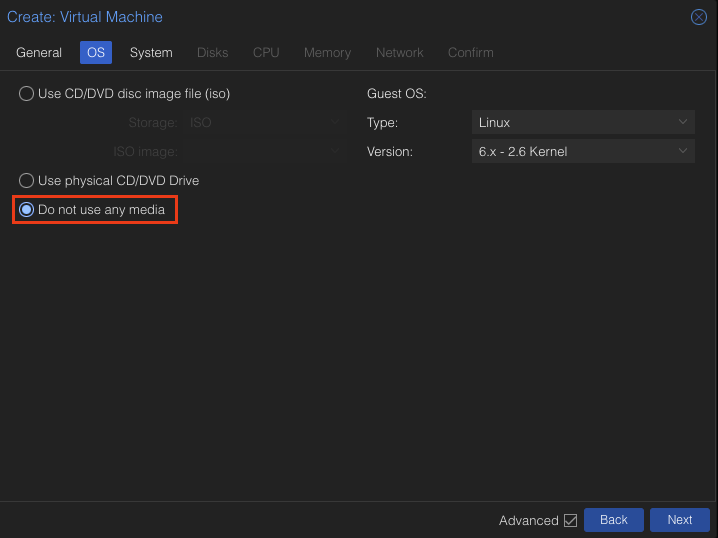 Create: Virtual Machine
General OS System Disks CPU Memory Network Confirm
Use CD/DVD disc image file (iso) Guest OS:
Storage: ISO Type: Linux
ISO image: Version: 6.x - 2.6 Kernel
Use physical CD/DVD Drive
Do not use any media
Advanced Back Next